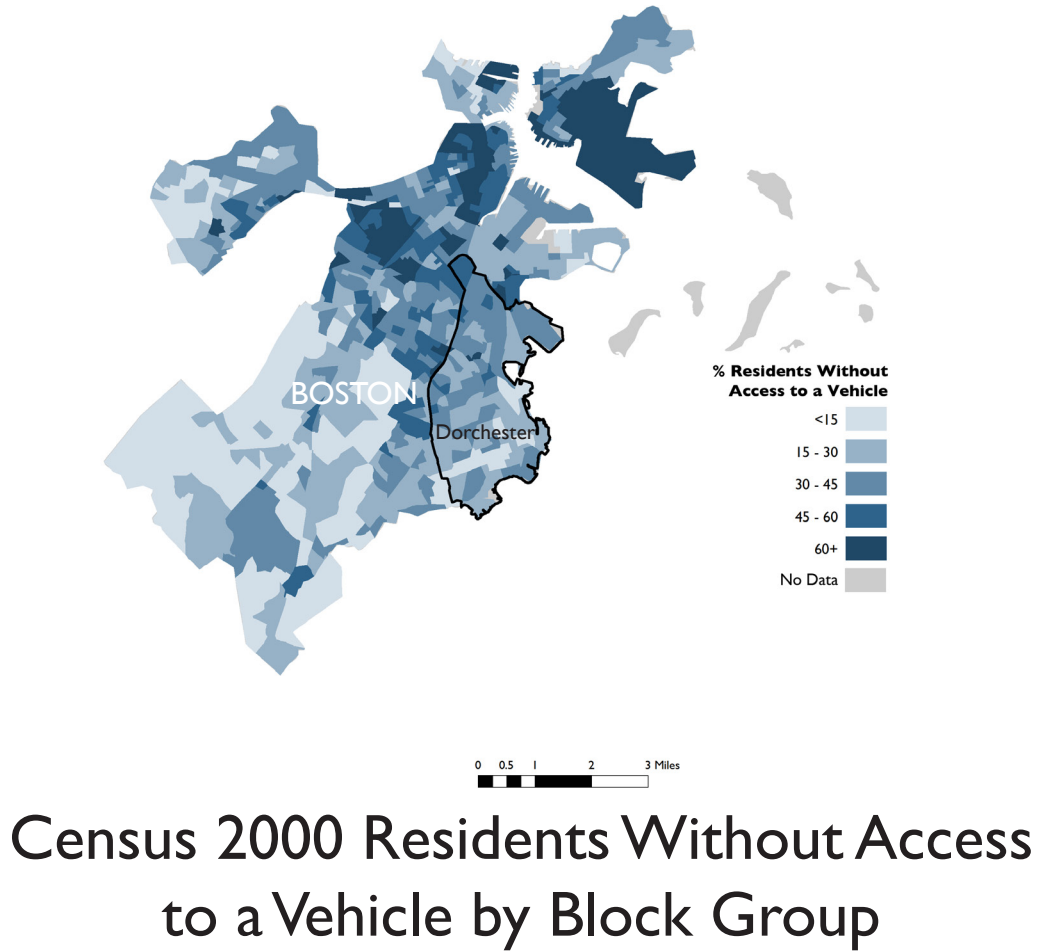 BOSTON
Dorchester
% Residents Without
Access to a Vehicle
<15
15 - 30
30 - 45
45 - 60
60+
No Data
0 0.5 1 2 3 Miles
Census 2000 Residents Without Access
to a Vehicle by Block Group